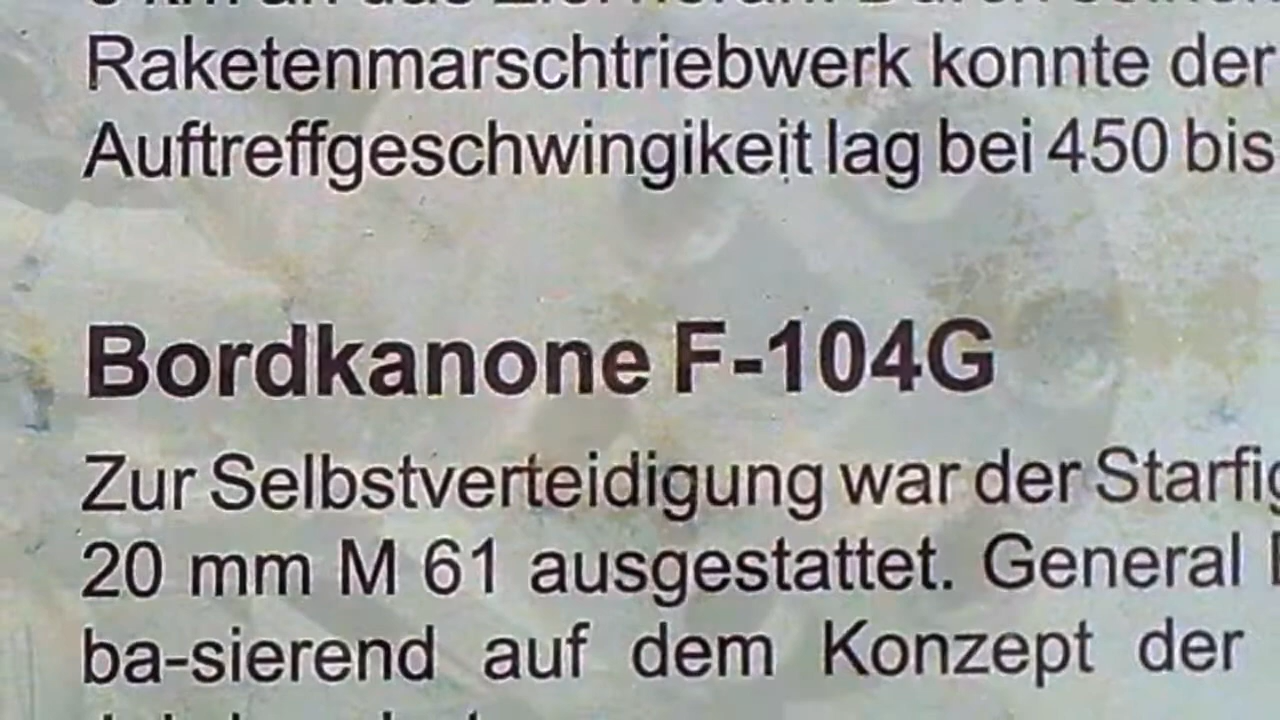 Raketenmarschtriebwerk konnte der
Auftreffgeschwingikeit lag bei 450 bis
Bordkanone F-104G
Zur Selbstverteidigung war der Starfig
20 mm M 61 ausgestattet. General
ba-sierend auf dem Konzept der